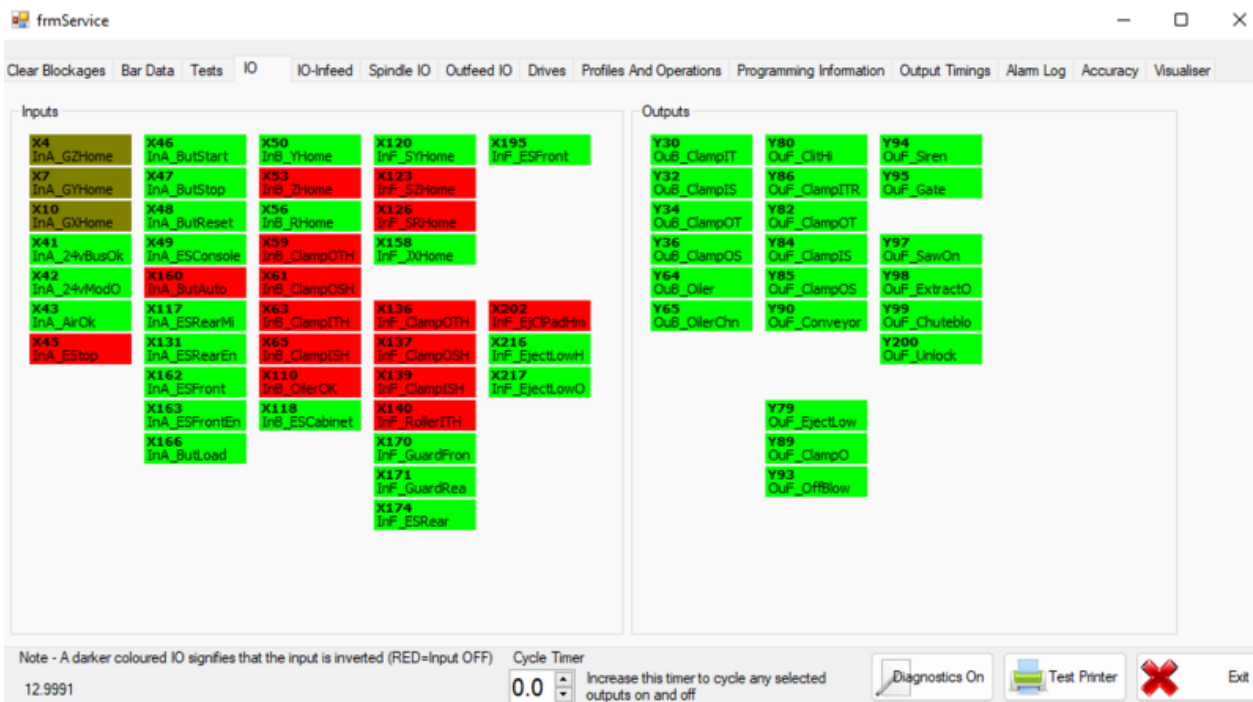 frmService
Clear Blockages Bar Data Tests IO IO-Infeed Spindle IO Outfeed IO Drives Profiles And Operations Programming Information Output Timings Alarm Log Accuracy Visualiser
Inputs
X4
InA_GZHome
X7
InA_GYHome
X10
InA_GXHome
X41
InA_24vBusOk
X42
InA_24vModO
X43
InA_AirOk
X45
InA_EStop
X46
InA_ButStart
X47
InA_ButStop
X48
InA_ButReset
X49
InA_ESConsole
X160
InA_ButAuto
X117
InA_ESRearMi
X131
InA_ESRearEn
X162
InA_ESFront
X163
InA_ESFrontEn
X166
InA_ButLoad
X50
InB_YHome
X53
InB_ZHome
X56
InB_RHome
X59
InB_ClampOTH
X61
InB_ClampOSH
X63
InB_ClampITH
X65
InB_ClampISH
X110
InB_OilerOK
X118
InB_ESCabinet
X120
InF_SYHome
X123
InF_SZHome
X126
InF_SRHome
X158
InF_JXHome
X136
InF_ClampOTH
X137
InF_ClampOSH
X139
InF_ClampISH
X140
InF_RollerITH
X170
InF_GuardFron
X171
InF_GuardRea
X174
InF_ESRear
X195
InF_ESFront
X202
InF_EjClPadHm
X216
InF_EjectLowH
X217
InF_EjectLowO
Outputs
Y30
OuB_ClampIT
Y32
OuB_ClampIS
Y34
OuB_ClampOT
Y36
OuB_ClampOS
Y64
OuB_Oiler
Y65
OuB_OilerChn
Y80
OuF_ClitHi
Y86
OuF_ClampITR
Y82
OuF_ClampOT
Y84
OuF_ClampIS
Y85
OuF_ClampOS
Y90
OuF_Conveyor
Y79
OuF_EjectLow
Y89
OuF_ClampO
Y93
OuF_OffBlow
Y94
OuF_Siren
Y95
OuF_Gate
Y97
OuF_SawOn
Y98
OuF_ExtractO
Y99
OuF_Chuteblo
Y200
OuF_Unlock
Note - A darker coloured IO signifies that the input is inverted (RED=Input OFF)
12.9991
Cycle Timer
0.0
Increase this timer to cycle any selected
outputs on and off
Diagnostics On
Test Printer
Exit